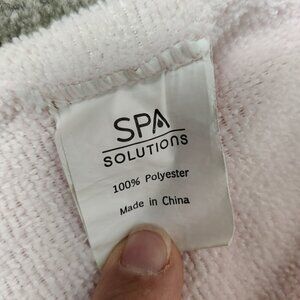 SPA
SOLUTIONS
100% Polyester
Made in China